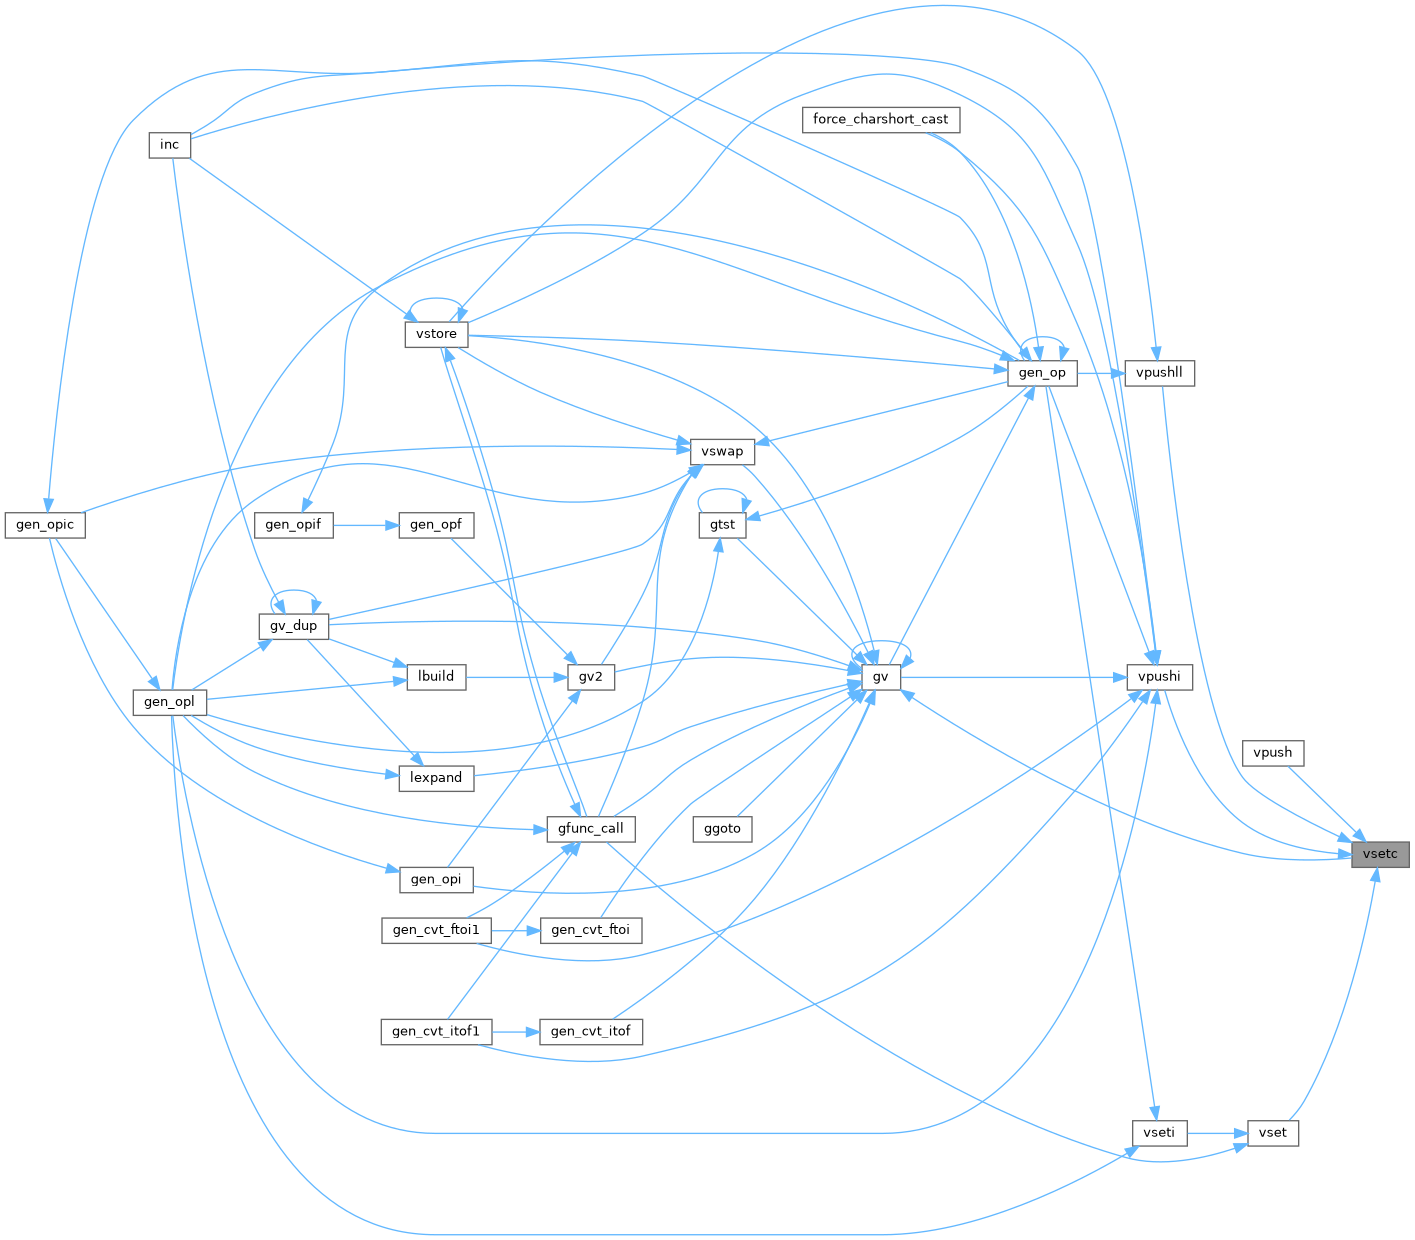 force_charshort_cast
inc
vstore
gen_op
vpushll
vswap
gen_opic
gen_opif
gen_opf
gtst
gv_dup
lbuild
gv2
gv
vpushi
gen_opl
vpush
lexpand
gfunc_call
ggoto
vsetc
gen_opi
gen_cvt_ftoi1
gen_cvt_ftoi
gen_cvt_itof1
gen_cvt_itof
vseti
vset